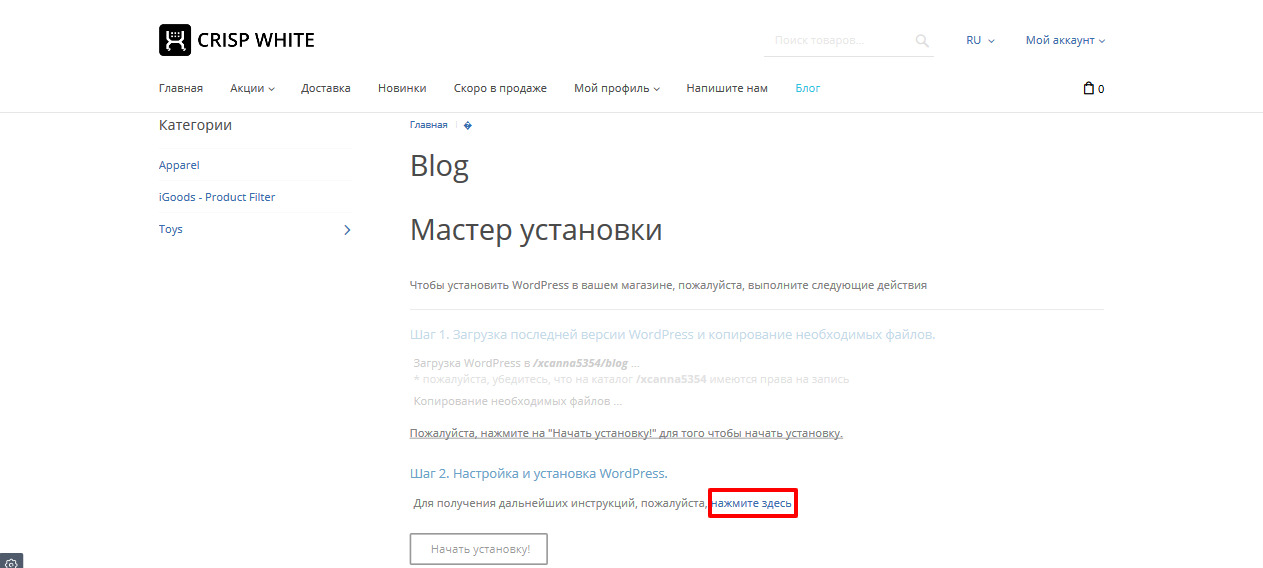 CRISP WHITE
Поиск товаров...
RU
Мой аккаунт
Главная Акции Доставка Новинки Скоро в продаже Мой профиль Напишите нам Блог 0
Категории
Apparel
iGoods - Product Filter
Toys
Главная �
Blog
Мастер установки
Чтобы установить WordPress в вашем магазине, пожалуйста, выполните следующие действия
Шаг 1. Загрузка последней версии WordPress и копирование необходимых файлов.
Загрузка WordPress в /xcanna5354/blog ...
* пожалуйста, убедитесь, что на каталог /xcanna5354 имеются права на запись
Копирование необходимых файлов ...
Пожалуйста, нажмите на "Начать установку!" для того чтобы начать установку.
Шаг 2. Настройка и установка WordPress.
Для получения дальнейших инструкций, пожалуйста, нажмите здесь
Начать установку!